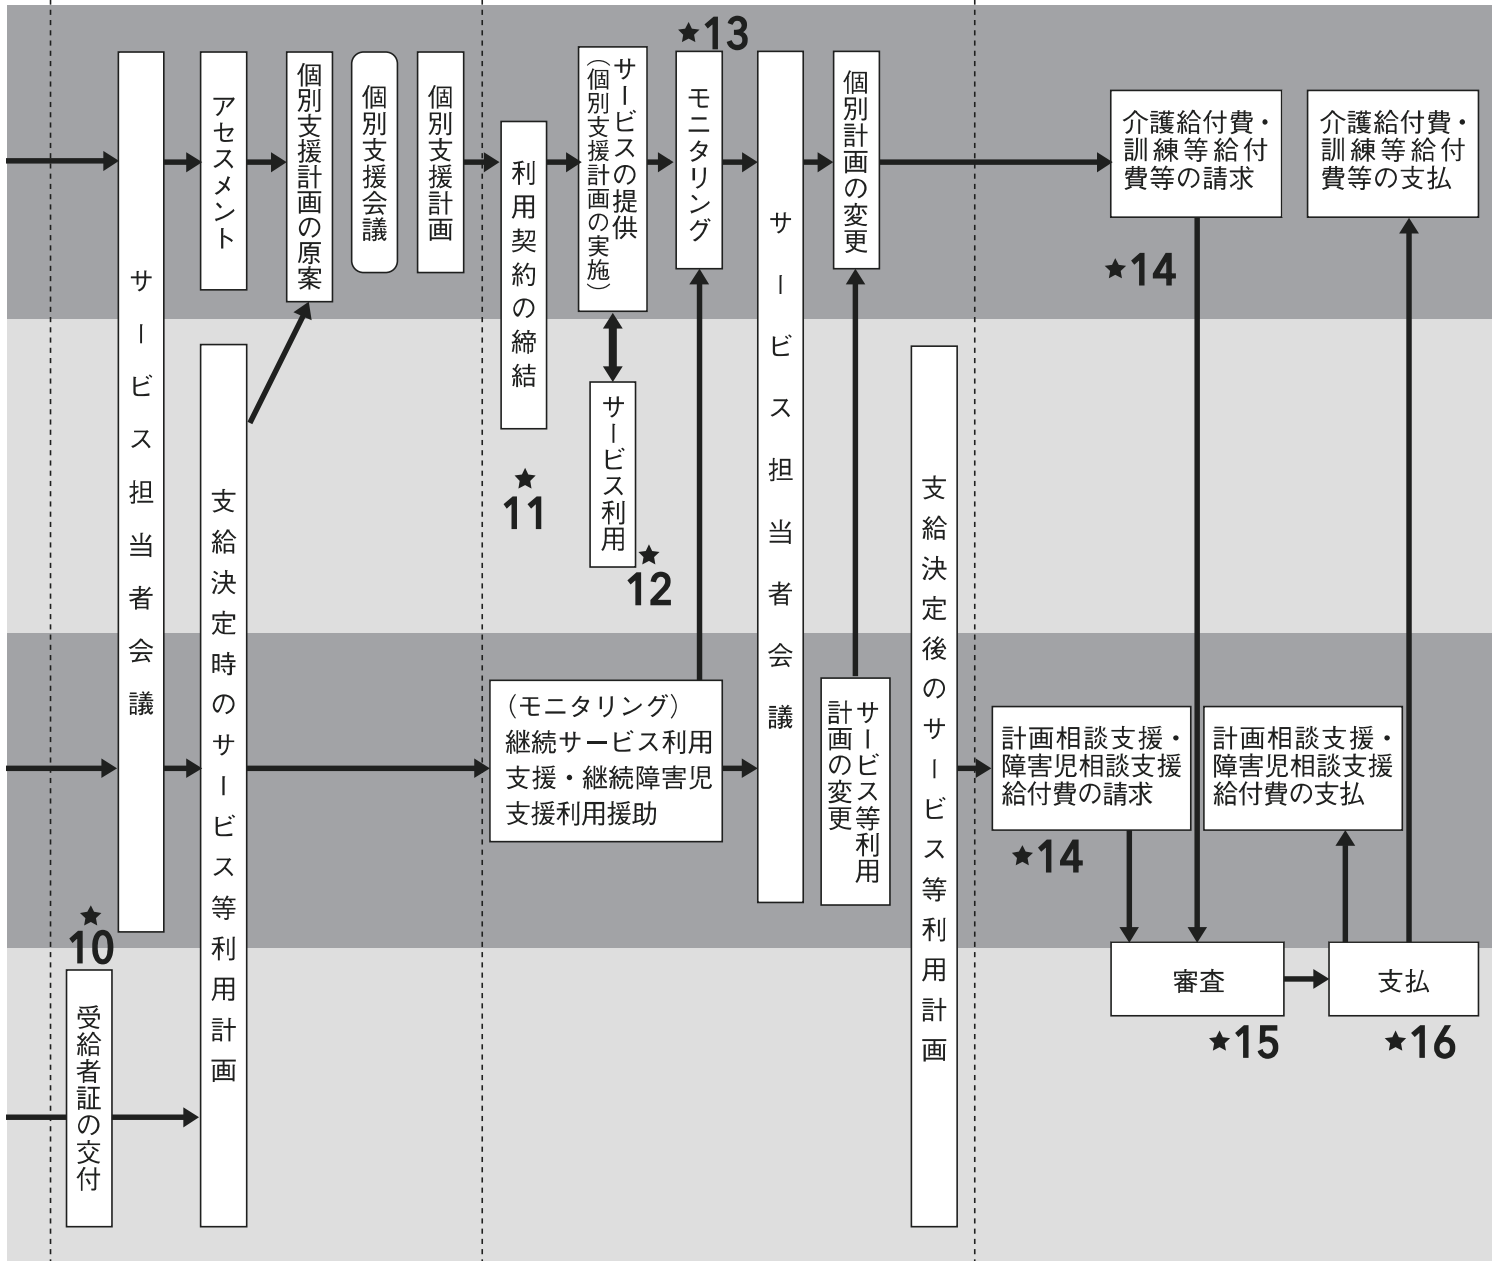 サービス担当者会議
アセスメント
個別支援計画の原案
個別支援会議
個別支援計画
利用契約の締結
★
11
サービスの提供
（個別支援計画の実施）
サービス利用
★
12
★13
モニタリング
サービス担当者会議
個別計画の変更
介護給付費・
訓練等給付
費等の請求
★14
介護給付費・
訓練等給付
費等の支払
支給決定時のサービス等利用計画
（モニタリング）
継続サービス利用
支援・継続障害児
支援利用援助
サービス等利用
計画の変更
支給決定後のサービス等利用計画
計画相談支援・
障害児相談支援
給付費の請求
★14
計画相談支援・
障害児相談支援
給付費の支払
★
10
受給者証の交付
審査
★15
支払
★16